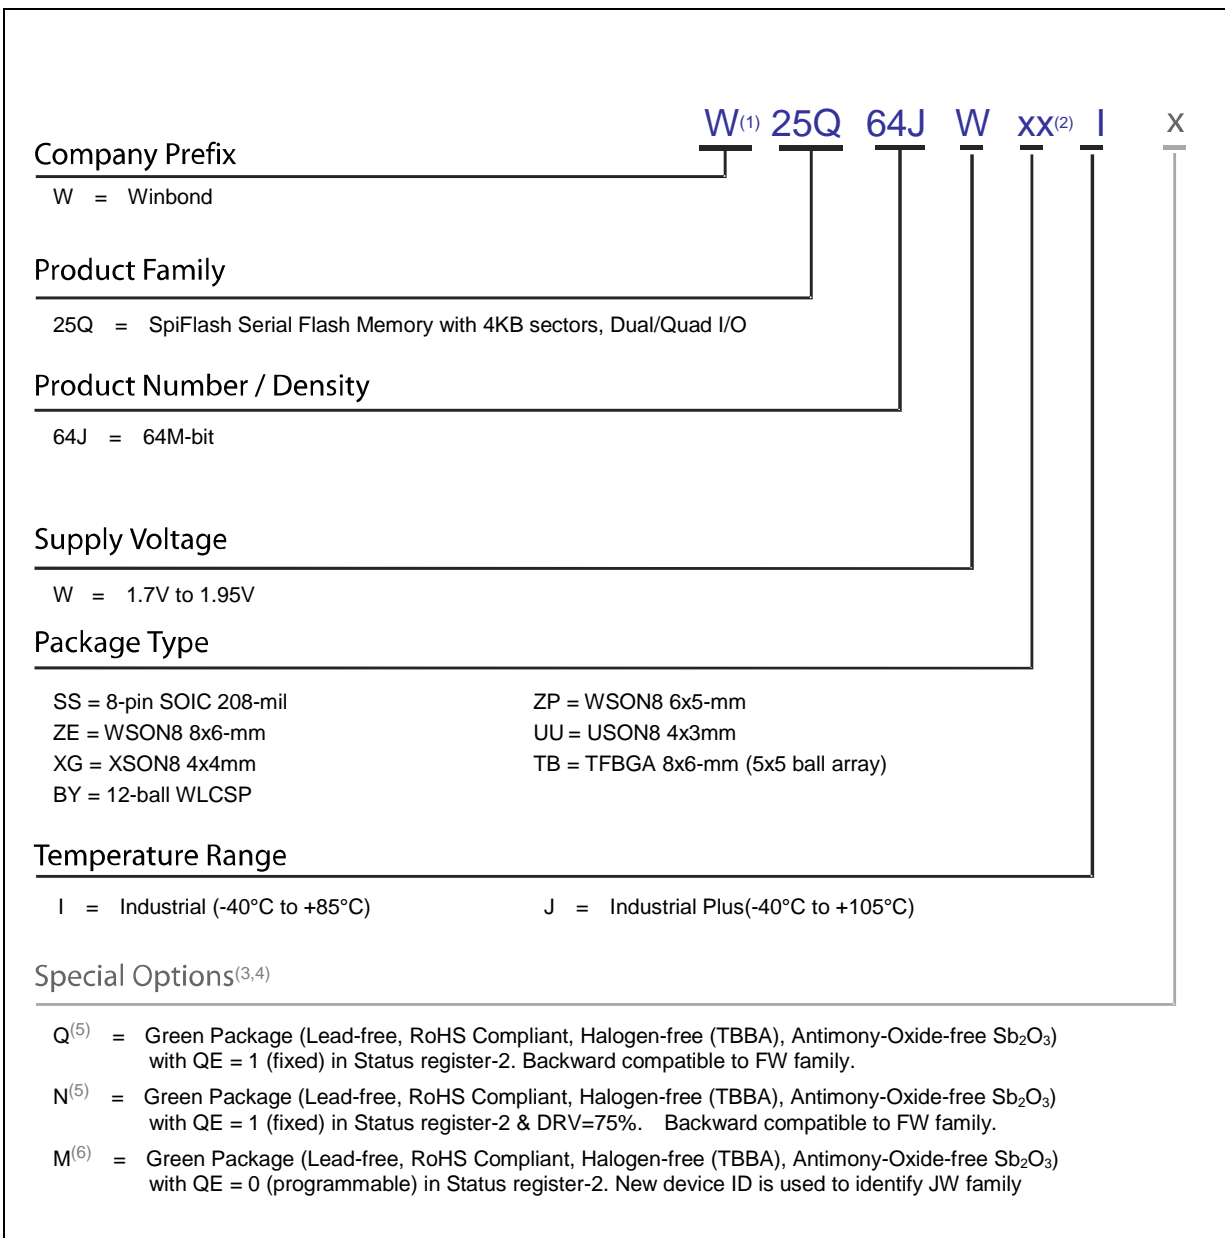 W(1) 25Q 64J W xx(2) I x
Company Prefix
W = Winbond
Product Family
25Q = SpiFlash Serial Flash Memory with 4KB sectors, Dual/Quad I/O
Product Number / Density
64J = 64M-bit
Supply Voltage
W = 1.7V to 1.95V
Package Type
SS = 8-pin SOIC 208-mil ZP = WSON8 6x5-mm
ZE = WSON8 8x6-mm UU = USON8 4x3mm
XG = XSON8 4x4mm TB = TFBGA 8x6-mm (5x5 ball array)
BY = 12-ball WLCSP
Temperature Range
I = Industrial (-40°C to +85°C) J = Industrial Plus(-40°C to +105°C)
Special Options(3,4)
Q(5) = Green Package (Lead-free, RoHS Compliant, Halogen-free (TBBA), Antimony-Oxide-free Sb₂O₃)
with QE = 1 (fixed) in Status register-2. Backward compatible to FW family.
N(5) = Green Package (Lead-free, RoHS Compliant, Halogen-free (TBBA), Antimony-Oxide-free Sb₂O₃)
with QE = 1 (fixed) in Status register-2 & DRV=75%. Backward compatible to FW family.
M(6) = Green Package (Lead-free, RoHS Compliant, Halogen-free (TBBA), Antimony-Oxide-free Sb₂O₃)
with QE = 0 (programmable) in Status register-2. New device ID is used to identify JW family